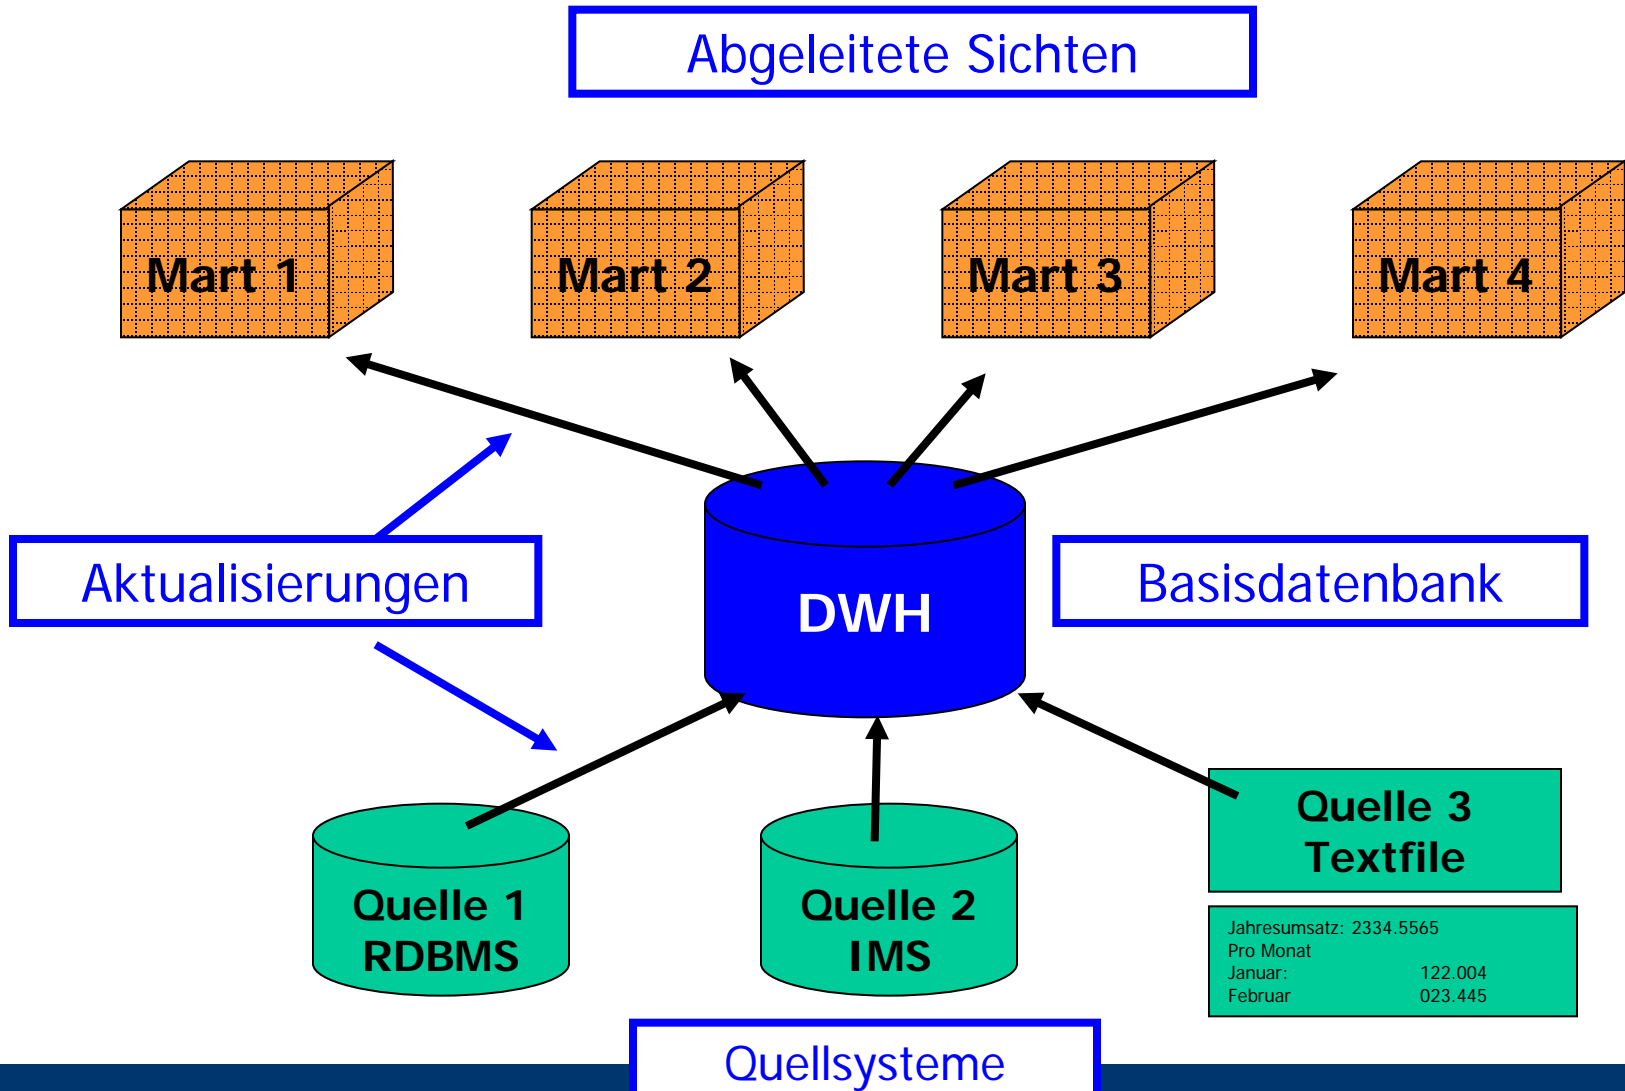 Abgeleitete Sichten
Mart 1
Mart 2
Mart 3
Mart 4
Aktualisierungen
DWH
Basisdatenbank
Quelle 1
RDBMS
Quelle 2
IMS
Quelle 3
Textfile
Jahresumsatz: 2334.5565
Pro Monat
Januar: 122.004
Februar 023.445
Quellsysteme